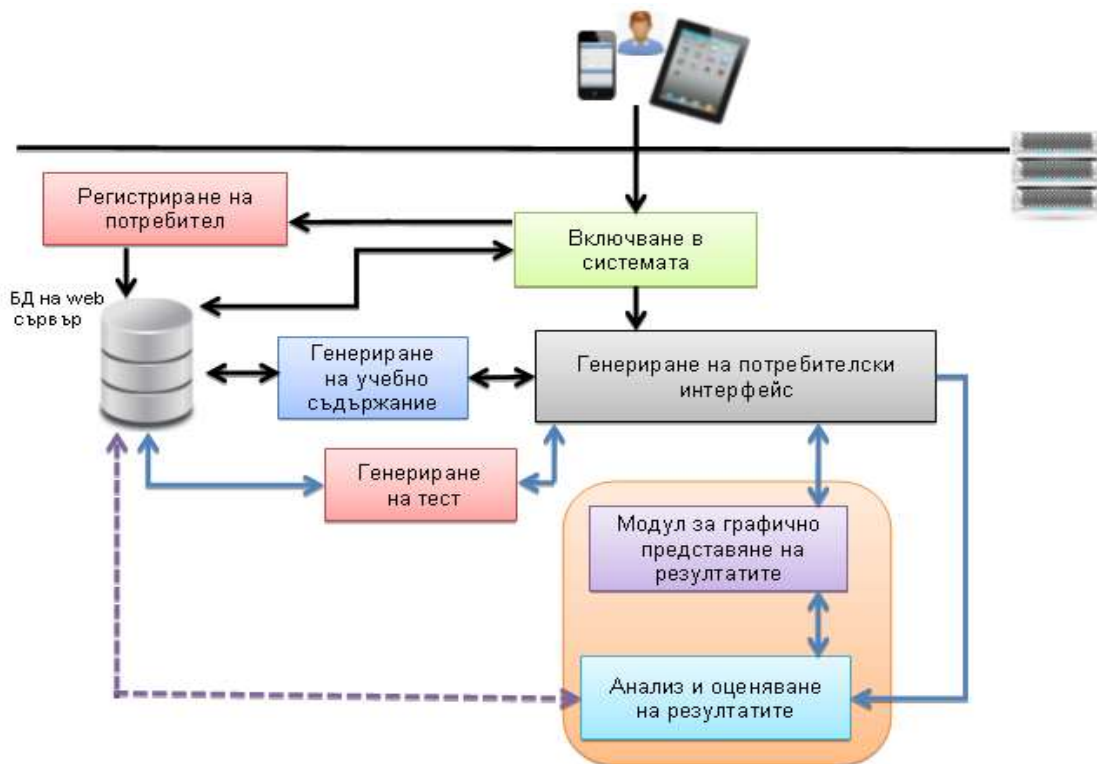 Регистриране на
потребител
Включване в
системата
БД на web
сървър
Генериране
на учебно
съдържание
Генериране на потребителски
интерфейс
Генериране
на тест
Модул за графично
представяне на
резултатите
Анализ и оценяване
на резултатите